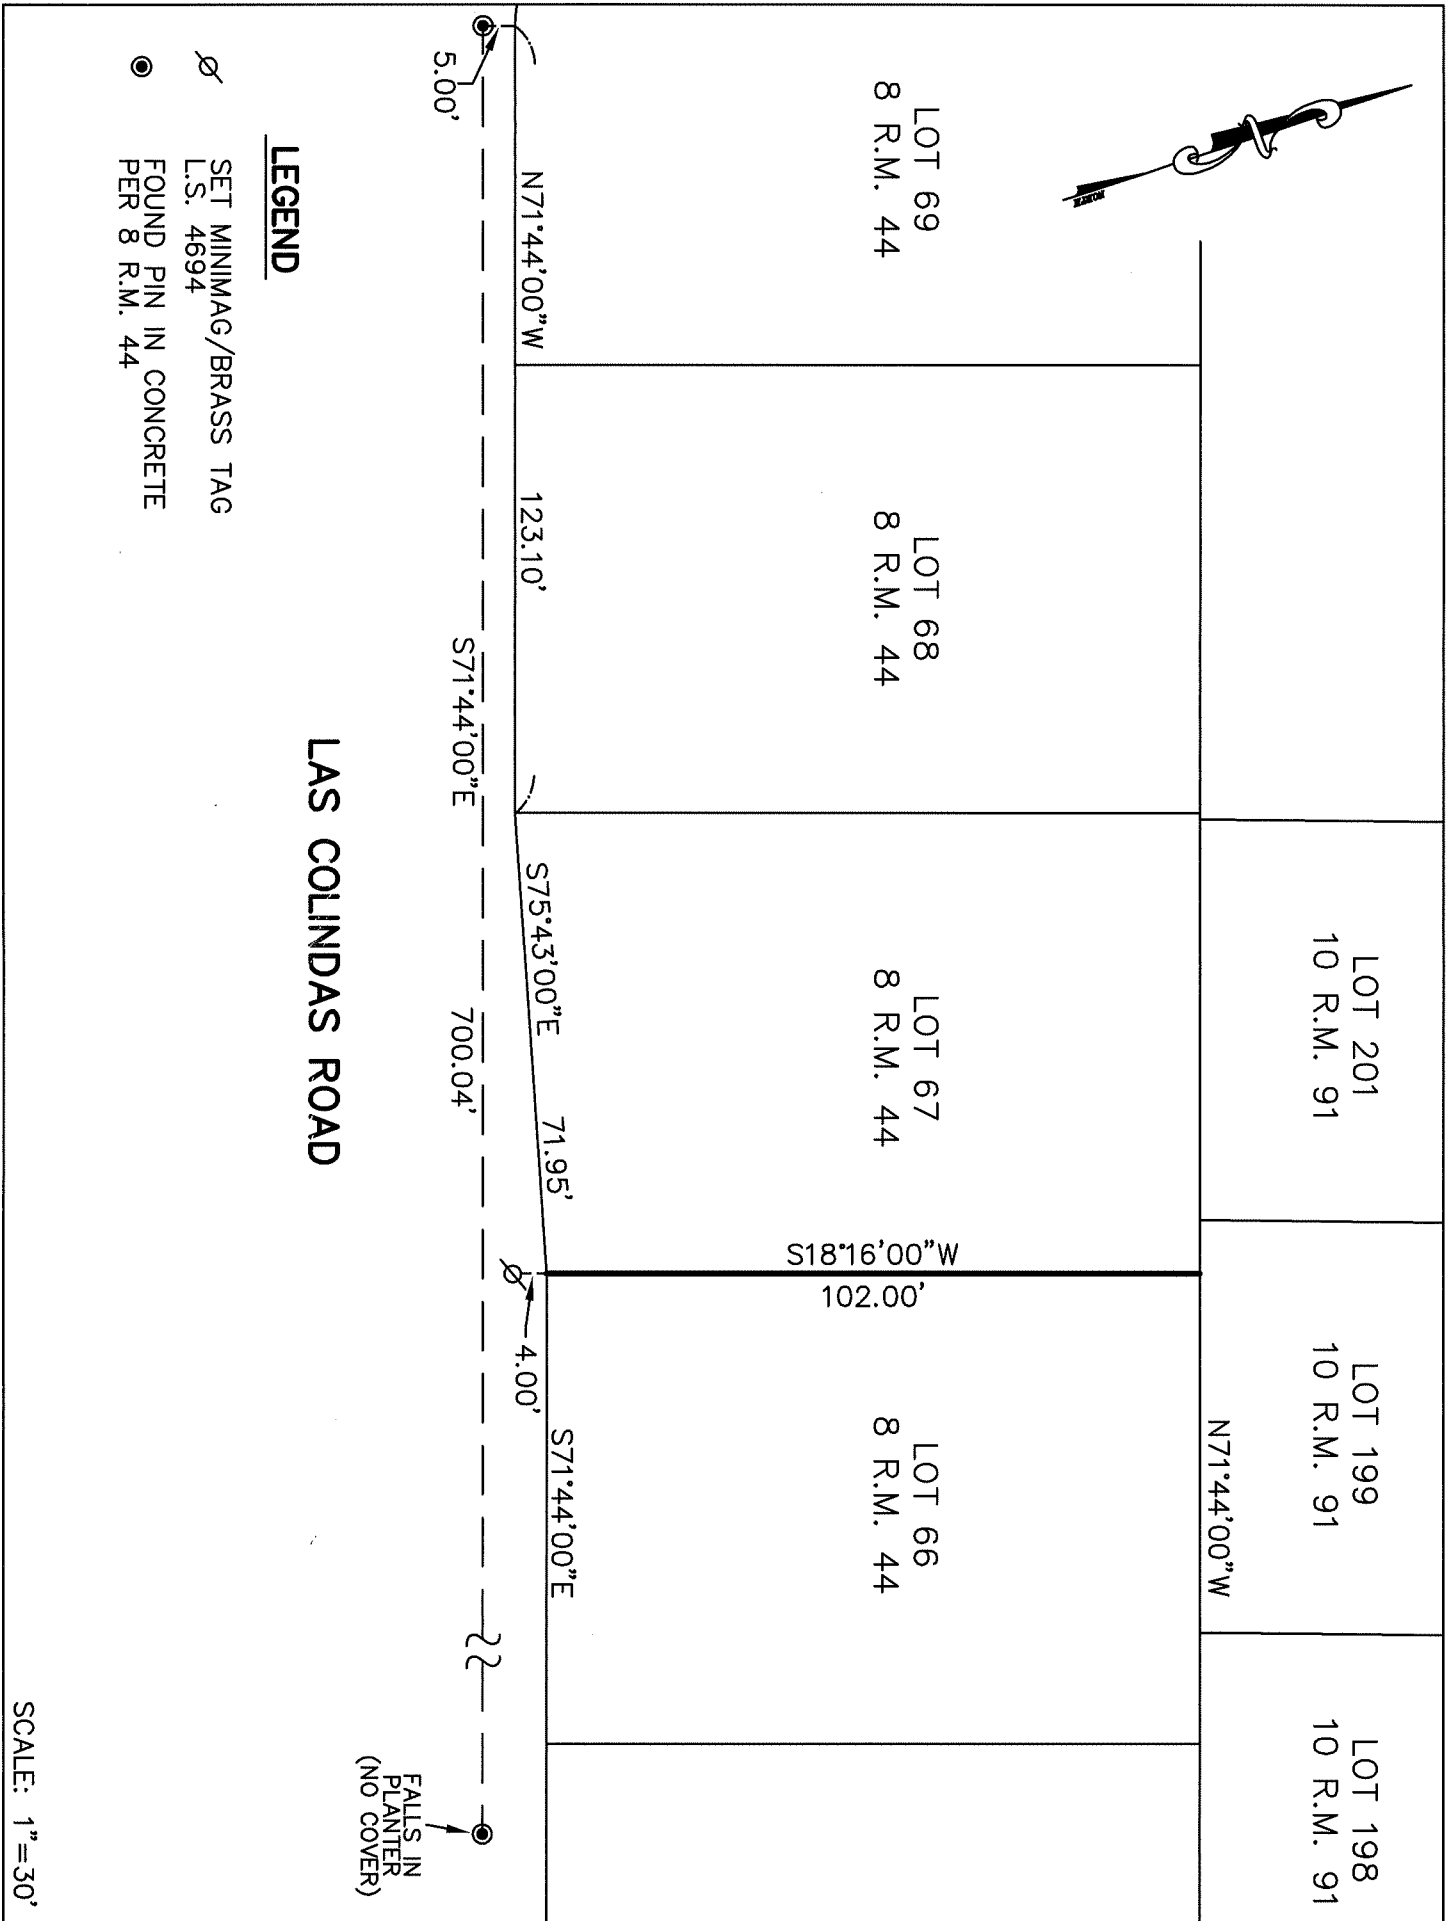 NORTH
LOT 201
10 R.M. 91
LOT 199
10 R.M. 91
LOT 198
10 R.M. 91
N71°44'00"W
LOT 69
8 R.M. 44
LOT 68
8 R.M. 44
LOT 67
8 R.M. 44
LOT 66
8 R.M. 44
S18°16'00"W
102.00'
N71°44'00"W
123.10'
S75°43'00"E
71.95'
4.00'
S71°44'00"E
5.00'
S71°44'00"E
700.04'
FALLS IN
PLANTER
(NO COVER)
LAS COLINDAS ROAD
LEGEND
SET MINIMAG/BRASS TAG
L.S. 4694
FOUND PIN IN CONCRETE
PER 8 R.M. 44
SCALE: 1"=30'